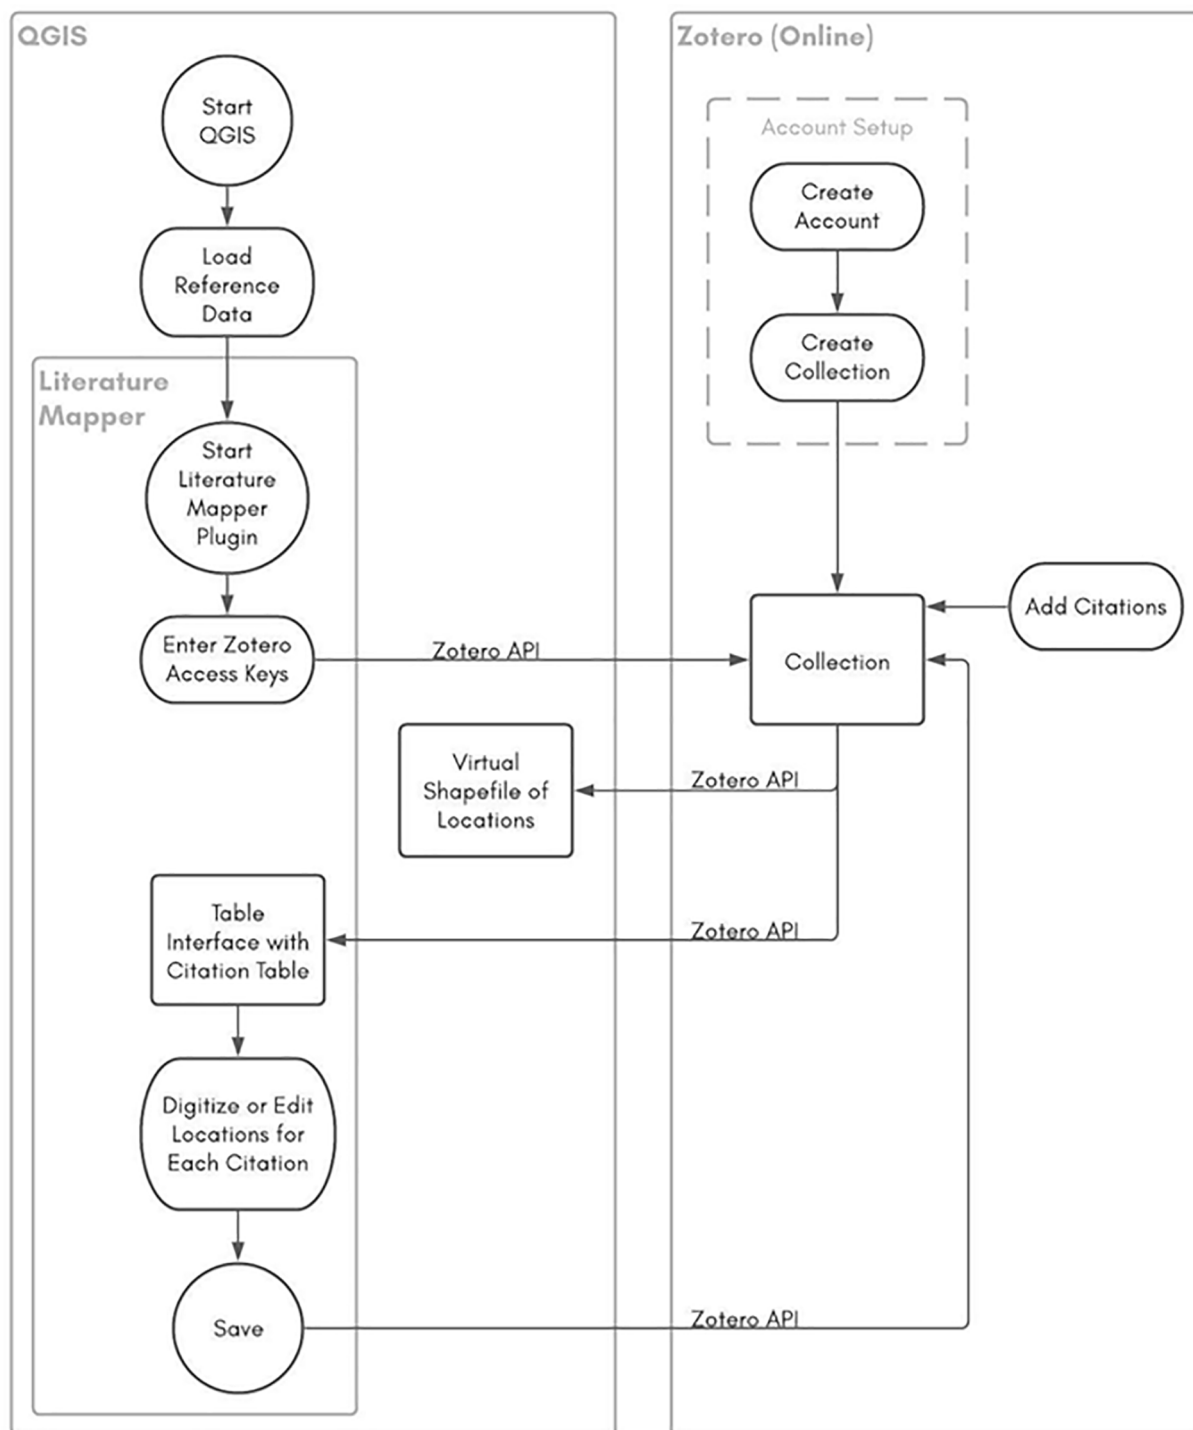 QGIS
Start
QGIS
Load
Reference
Data
Literature
Mapper
Start
Literature
Mapper
Plugin
Enter Zotero
Access Keys
Zotero API
Virtual
Shapefile of
Locations
Table
Interface with
Citation Table
Digitize or Edit
Locations for
Each Citation
Save
Zotero (Online)
Account Setup
Create
Account
Create
Collection
Collection
Add Citations
Zotero API
Zotero API
Zotero API